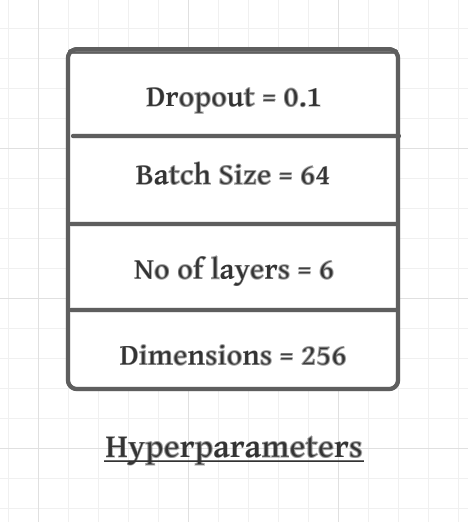 Dropout = 0.1
Batch Size = 64
No of layers = 6
Dimensions = 256
Hyperparameters